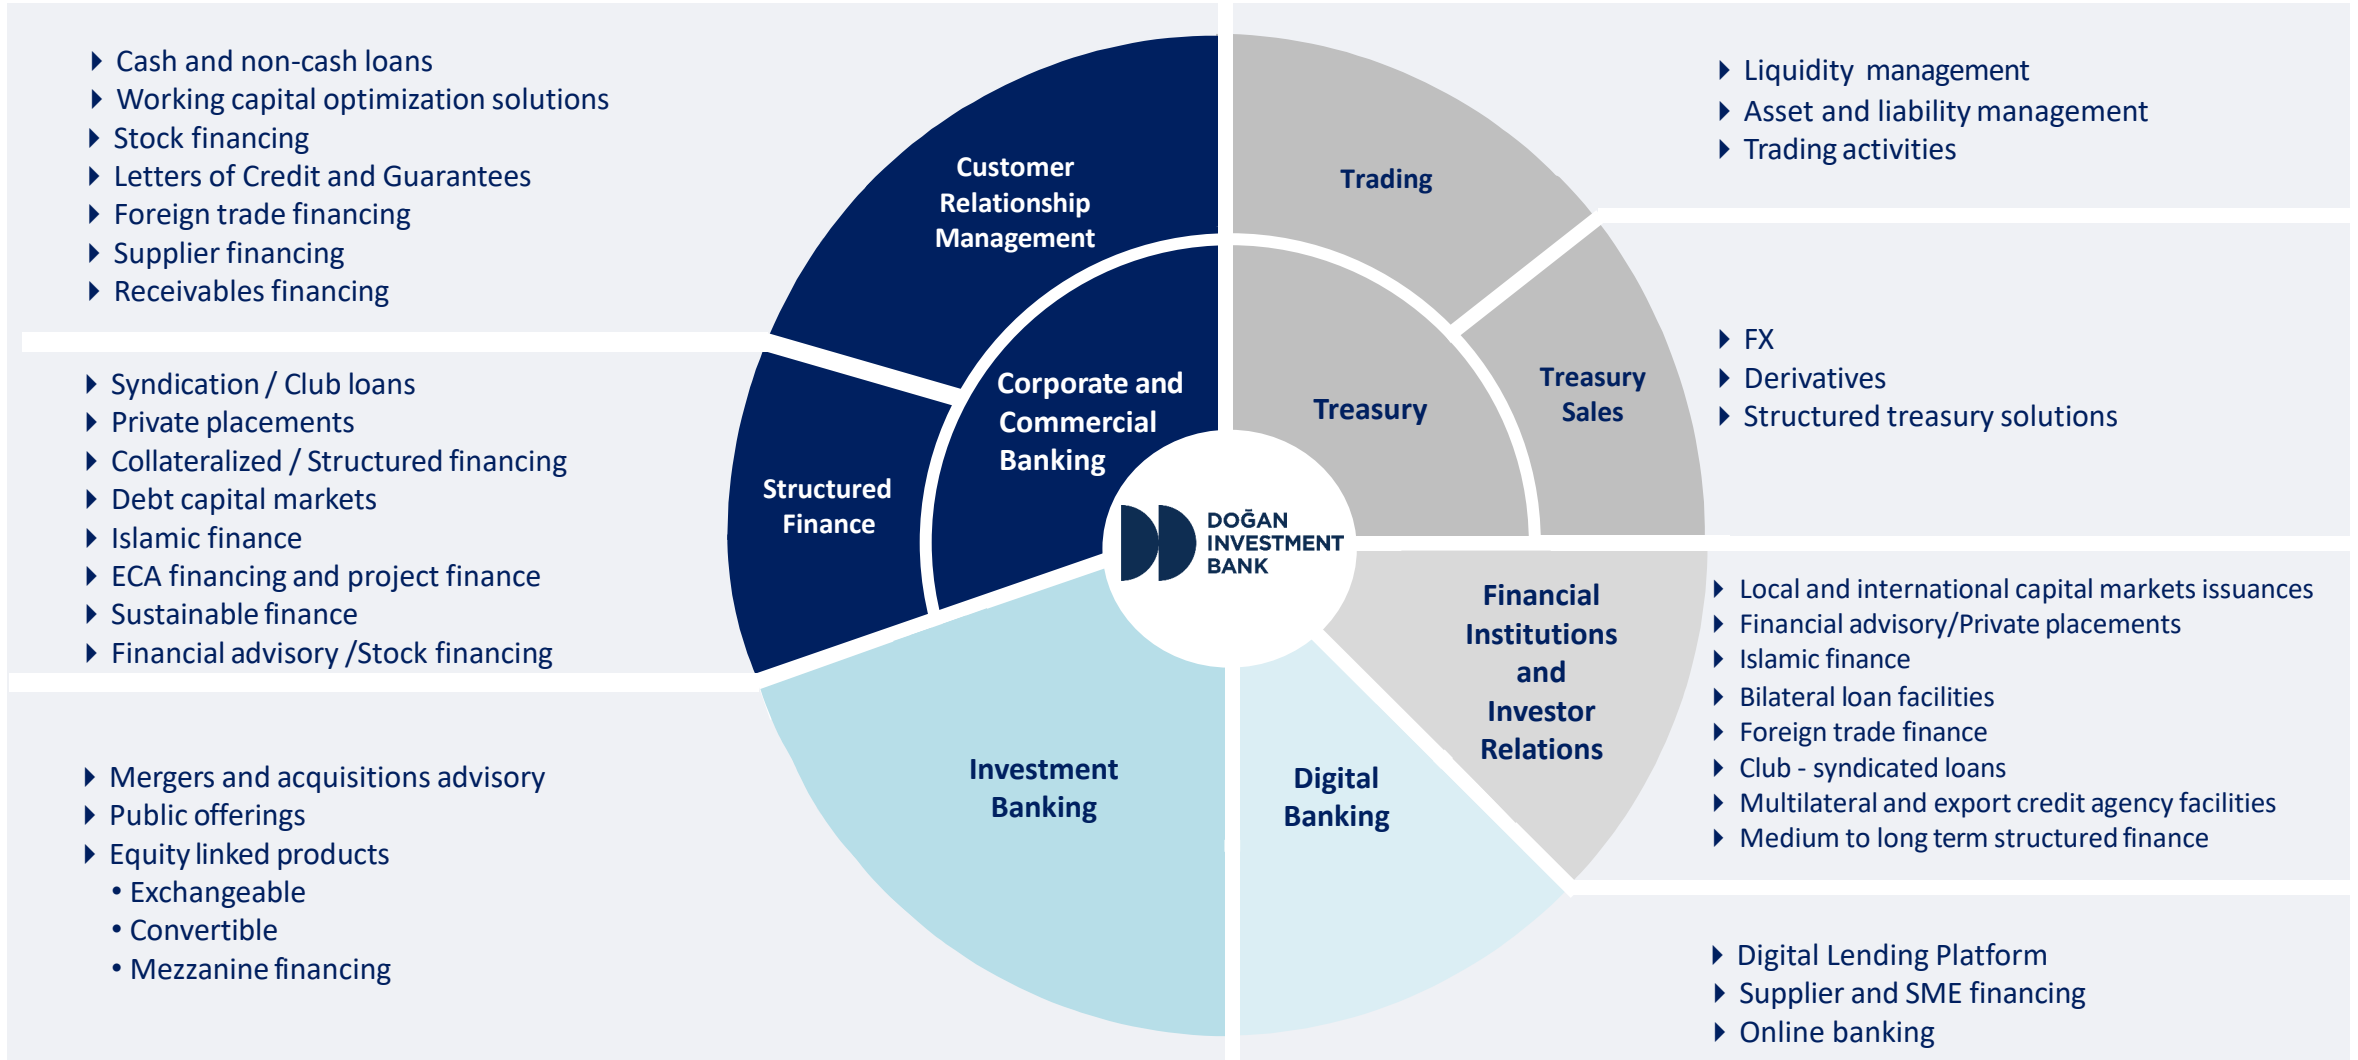 Cash and non-cash loans
Working capital optimization solutions
Stock financing
Letters of Credit and Guarantees
Foreign trade financing
Supplier financing
Receivables financing
Syndication / Club loans
Private placements
Collateralized / Structured financing
Debt capital markets
Islamic finance
ECA financing and project finance
Sustainable finance
Financial advisory /Stock financing
Mergers and acquisitions advisory
Public offerings
Equity linked products
• Exchangeable
• Convertible
• Mezzanine financing
Customer
Relationship
Management
Structured
Finance
Corporate and
Commercial
Banking
Investment
Banking
DOĞAN
INVESTMENT
BANK
Trading
Treasury
Treasury
Sales
Financial
Institutions
and
Investor
Relations
Digital
Banking
Liquidity management
Asset and liability management
Trading activities
FX
Derivatives
Structured treasury solutions
Local and international capital markets issuances
Financial advisory/Private placements
Islamic finance
Bilateral loan facilities
Foreign trade finance
Club - syndicated loans
Multilateral and export credit agency facilities
Medium to long term structured finance
Digital Lending Platform
Supplier and SME financing
Online banking